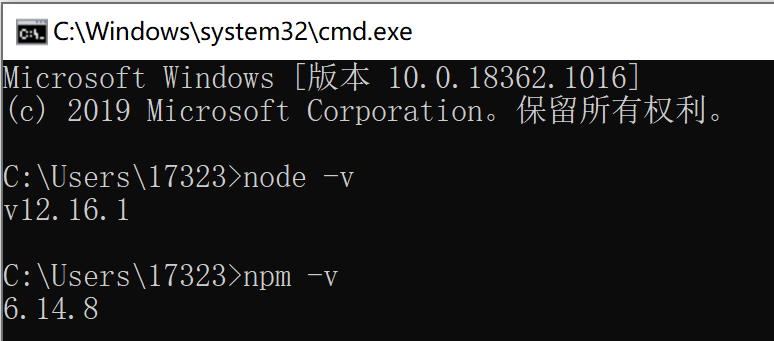 C:\Windows\system32\cmd.exe
Microsoft Windows [版本 10.0.18362.1016]
(c) 2019 Microsoft Corporation。保留所有权利。
C:\Users\17323>node -v
v12.16.1
C:\Users\17323>npm -v
6.14.8